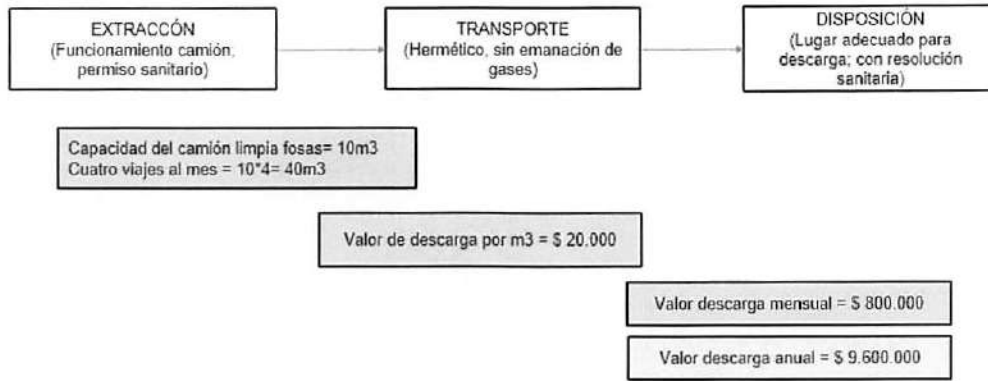 EXTRACCÓN
(Funcionamiento camión;
permiso sanitario)
TRANSPORTE
(Hermético, sin emanación de
gases)
DISPOSICIÓN
(Lugar adecuado para
descarga; con resolución
sanitaria)
Capacidad del camión limpia fosas= 10m3
Cuatro viajes al mes = 10*4= 40m3
Valor de descarga por m3 = $ 20.000
Valor descarga mensual = $ 800.000
Valor descarga anual = $ 9.600.000